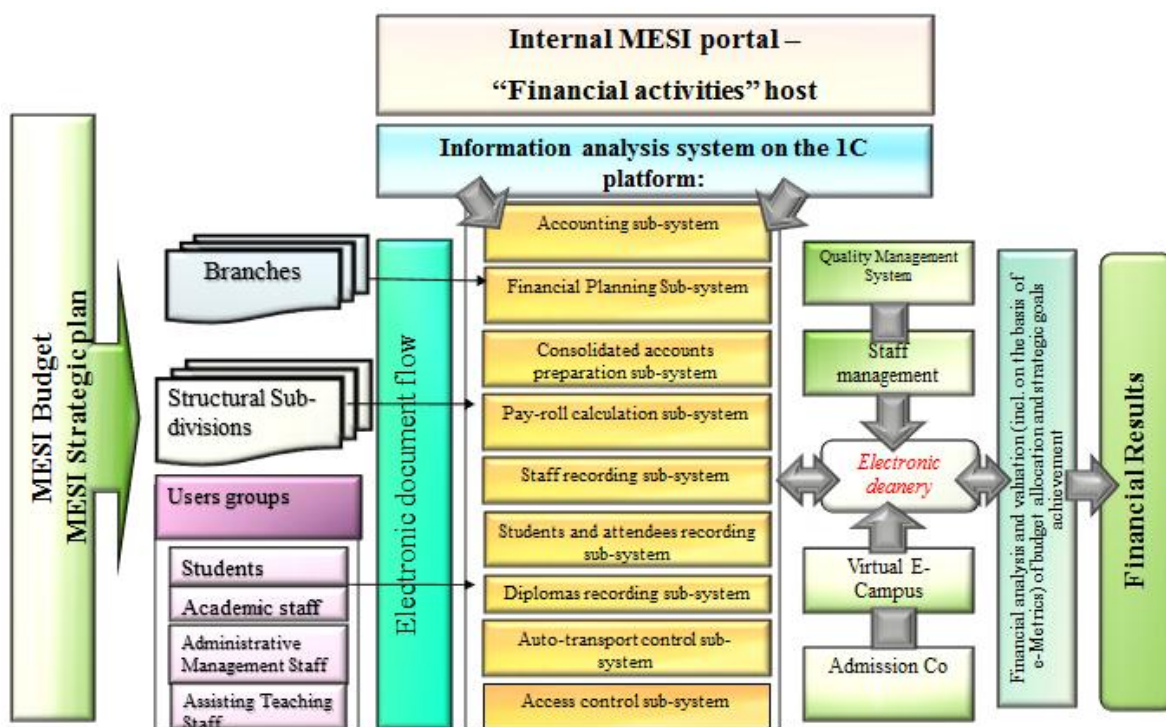 Internal MESI portal –
“Financial activities” host
Information analysis system on the 1C
platform:
MESI Budget
MESI Strategic plan
Branches
Structural Sub-
divisions
Users groups
Students
Academic staff
Administrative
Management Staff
Assisting Teaching
Staff
Electronic document flow
Accounting sub-system
Financial Planning Sub-system
Consolidated accounts
preparation sub-system
Pay-roll calculation sub-system
Staff recording sub-system
Students and attendees recording
sub-system
Diplomas recording sub-system
Auto-transport control sub-
system
Access control sub-system
Quality Management
System
Staff
management
Electronic
deanery
Virtual E-
Campus
Admission Co
Financial analysis and valuation (incl. on the basis of
e-Metrics) of budget allocation and strategic goals
achievement
Financial Results